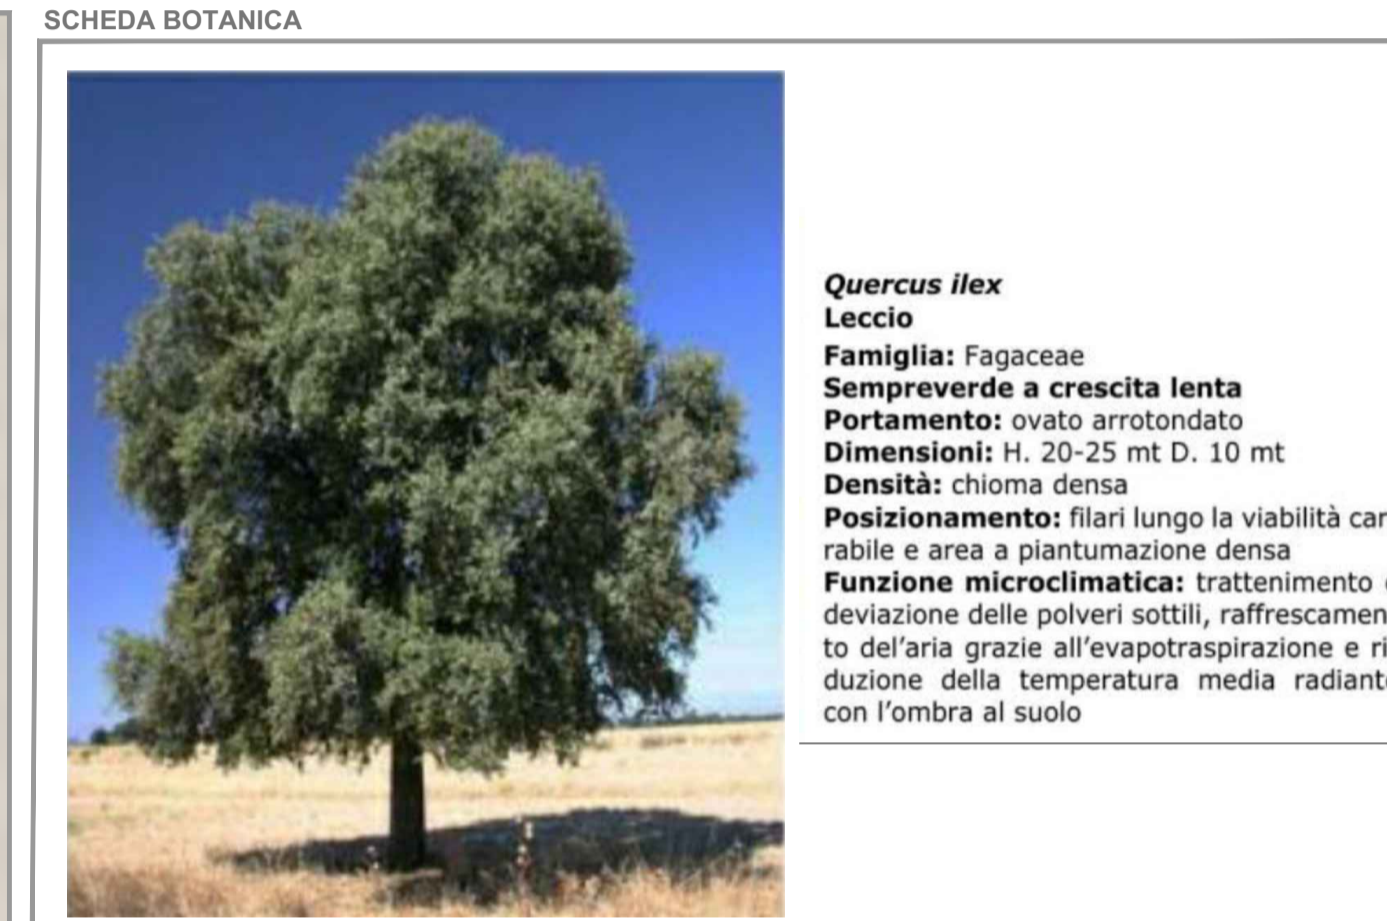 SCHEDA BOTANICA
Quercus ilex
Leccio
Famiglia: Fagaceae
Sempreverde a crescita lenta
Portamento: ovato arrotondato
Dimensioni: H. 20-25 mt D. 10 mt
Densità: chioma densa
Posizionamento: filari lungo la viabilità car
rabile e area a piantumazione densa
Funzione microclimatica: trattenimento
deviazione delle polveri sottili, raffrescamen
to del'aria grazie all'evapotraspirazione e ri
duzione della temperatura media radiante
con l'ombra al suolo